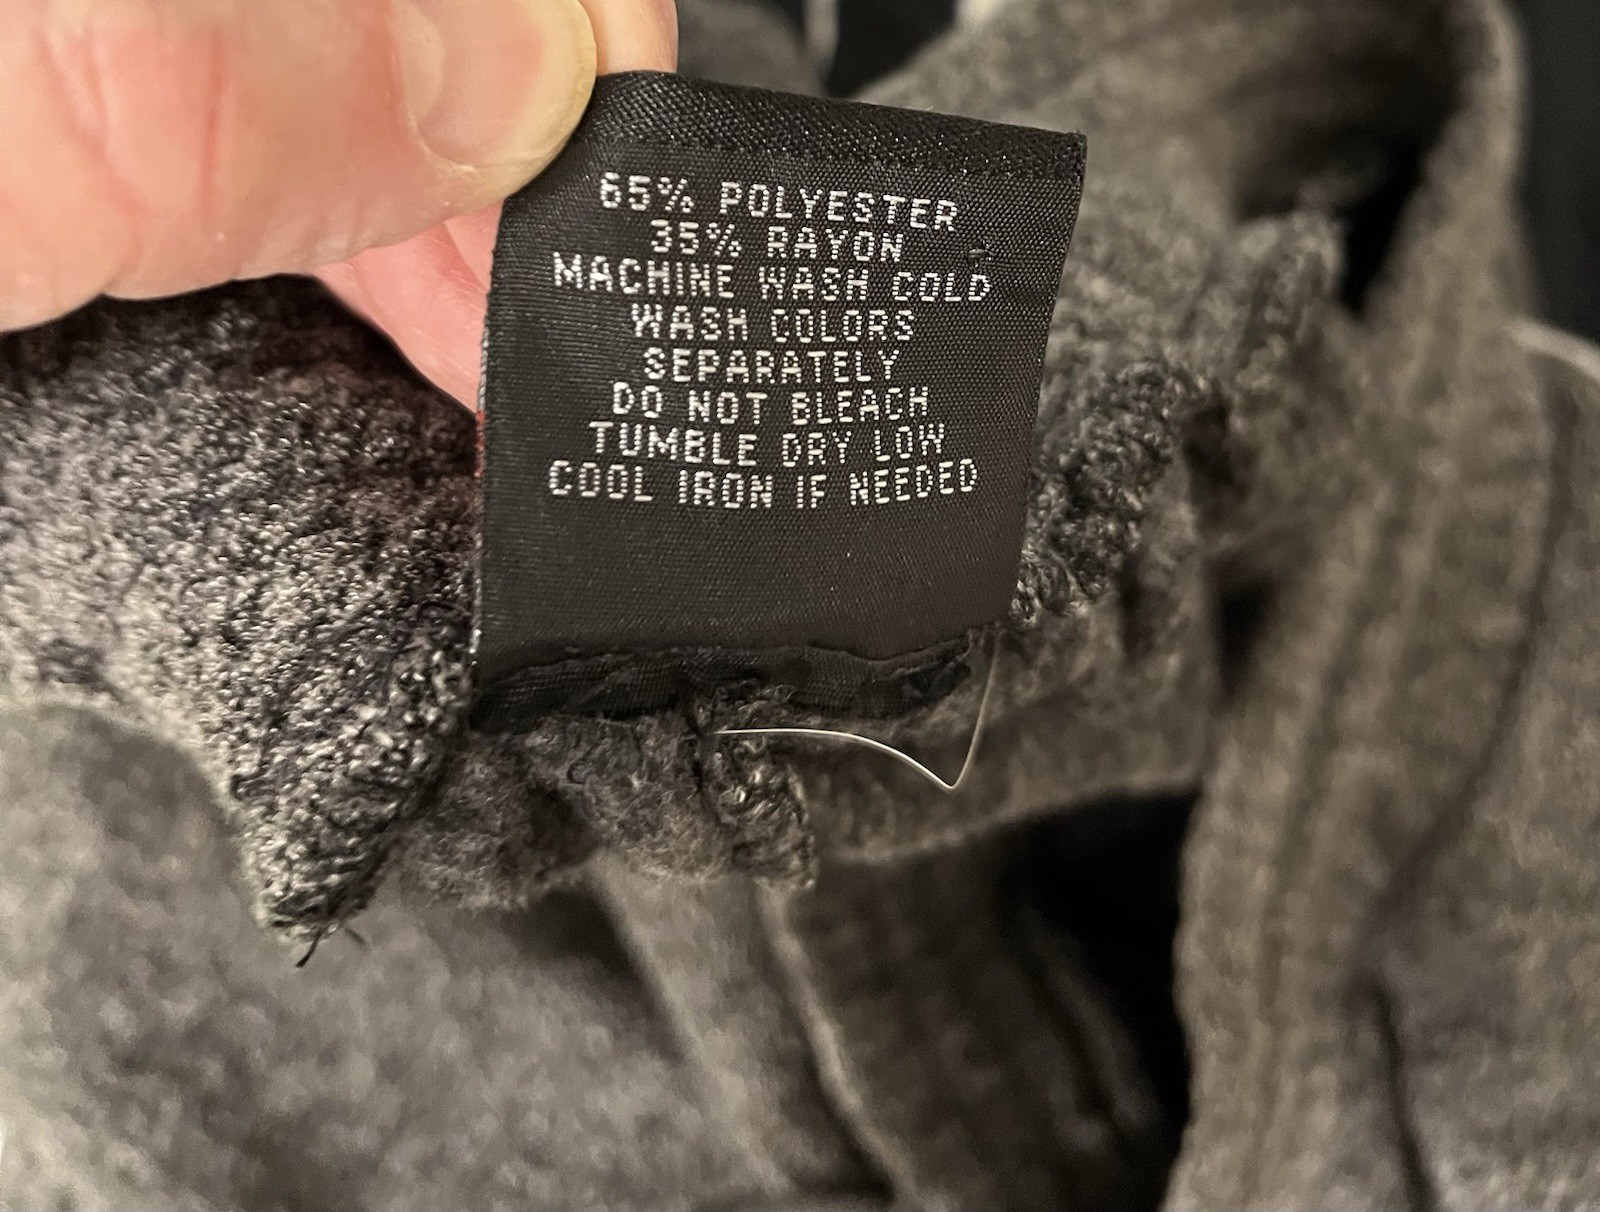 65% POLYESTER
35% RAYON
MACHINE WASH COLD
WASH COLORS
SEPARATELY
DO NOT BLEACH
TUMBLE DRY LOW
COOL IRON IF NEEDED